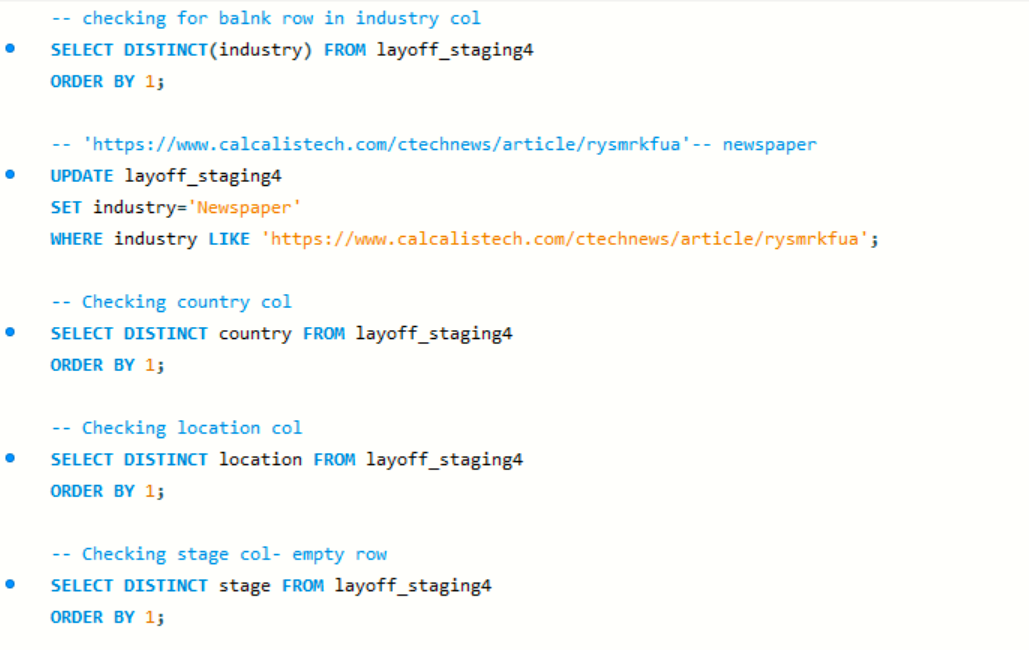 -- checking for balnk row in industry col
SELECT DISTINCT(industry) FROM layoff_staging4
ORDER BY 1;
-- 'https://www.calcalistech.com/ctechnews/article/rysmrkfua'-- newspaper
UPDATE layoff_staging4
SET industry='Newspaper'
WHERE industry LIKE 'https://www.calcalistech.com/ctechnews/article/rysmrkfua';
-- Checking country col
SELECT DISTINCT country FROM layoff_staging4
ORDER BY 1;
-- Checking location col
SELECT DISTINCT location FROM layoff_staging4
ORDER BY 1;
-- Checking stage col- empty row
SELECT DISTINCT stage FROM layoff_staging4
ORDER BY 1;